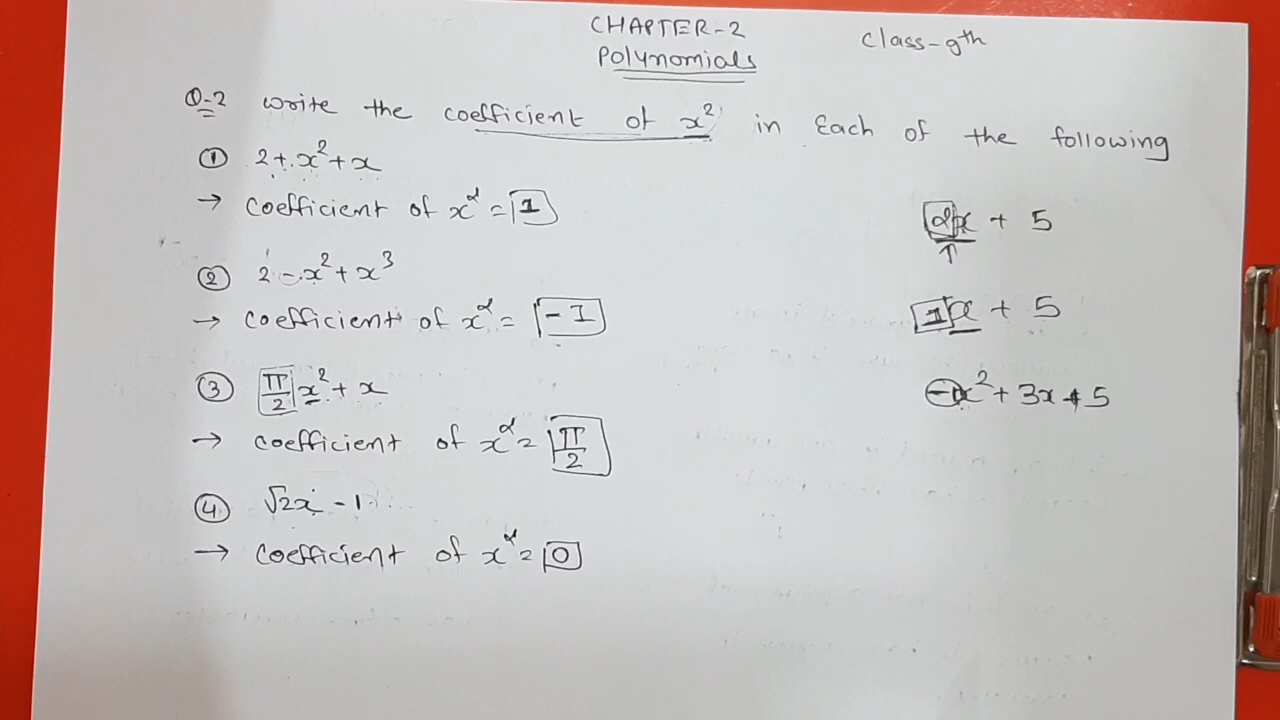 CHAPTER-2
Class-9th
Polynomials
Q-2 write the coefficient of x² in Each of the following
① 2+x²+x
→ coefficient of x² = 1
② 2-x²+x³
→ coefficient of x² = -1
③ π/2 x²+x
→ coefficient of x² = π/2
④ √2x -1
→ coefficient of x² = 0
2x + 5
↑
1x + 5
-1x²+3x+5